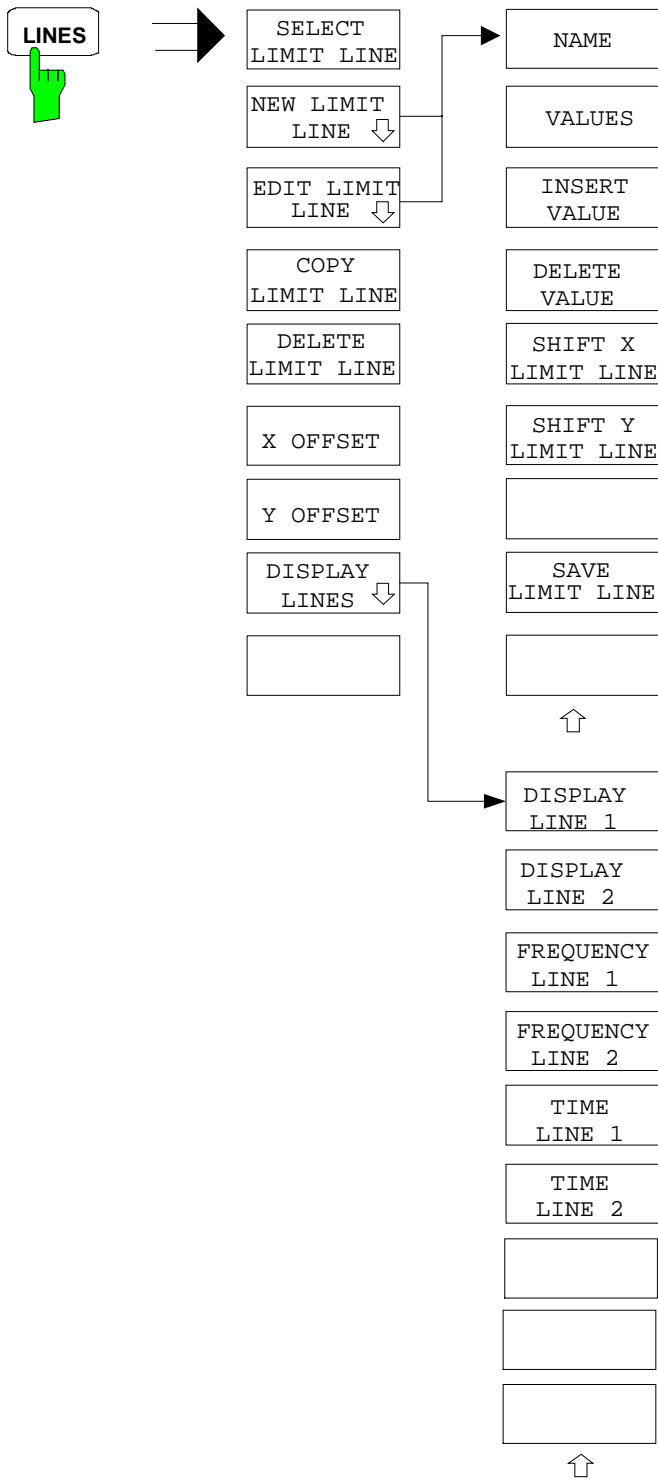 LINES
SELECT
LIMIT LINE
NEW LIMIT
LINE
EDIT LIMIT
LINE
COPY
LIMIT LINE
DELETE
LIMIT LINE
X OFFSET
Y OFFSET
DISPLAY
LINES
NAME
VALUES
INSERT
VALUE
DELETE
VALUE
SHIFT X
LIMIT LINE
SHIFT Y
LIMIT LINE
SAVE
LIMIT LINE
DISPLAY
LINE 1
DISPLAY
LINE 2
FREQUENCY
LINE 1
FREQUENCY
LINE 2
TIME
LINE 1
TIME
LINE 2